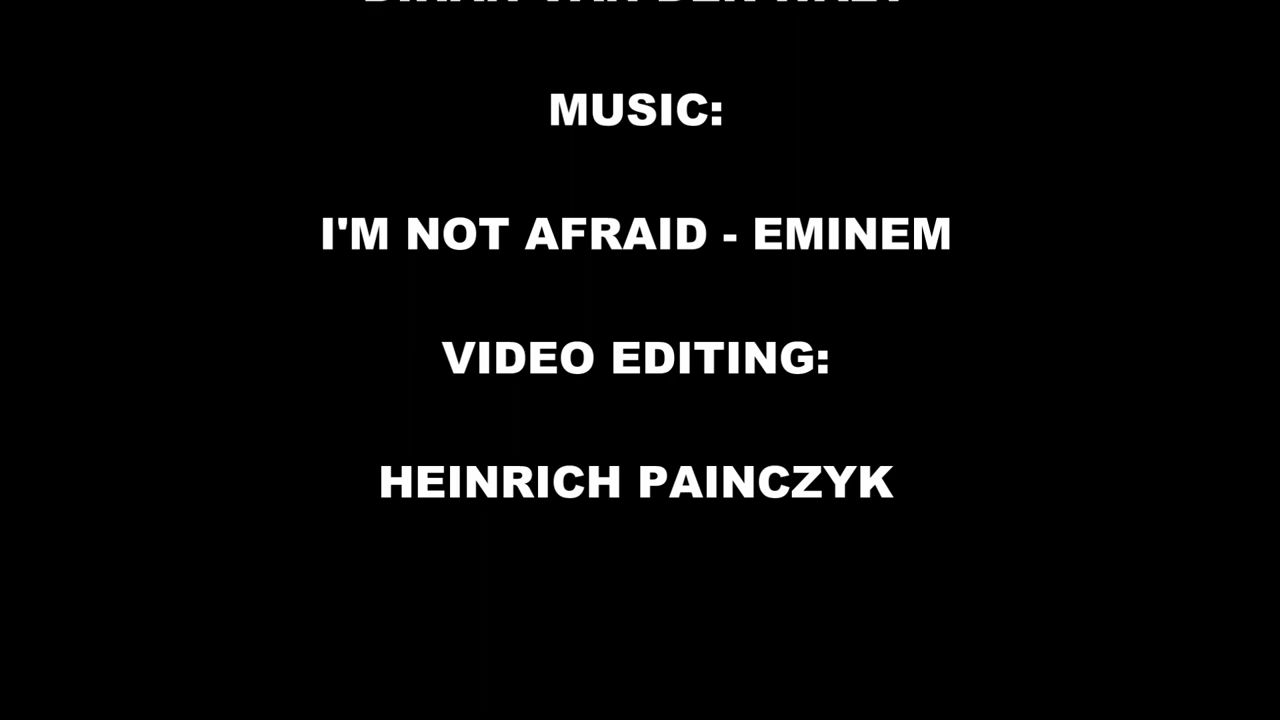 MUSIC:
I'M NOT AFRAID - EMINEM
VIDEO EDITING:
HEINRICH PAINCZYK